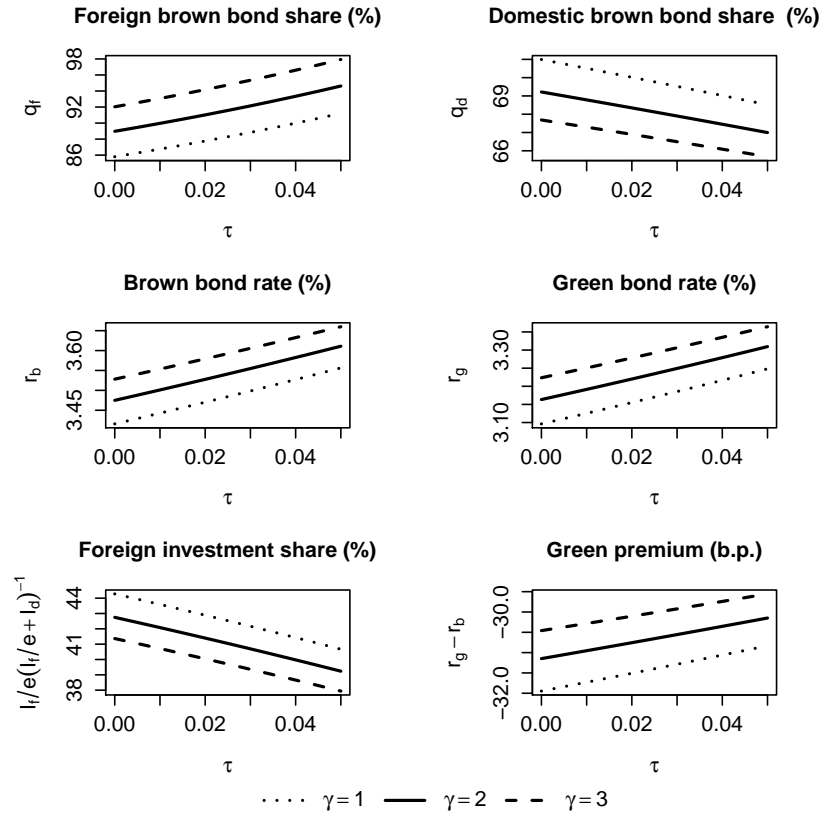 Foreign brown bond share (%)
q_f
98
92
86
0.00 0.02 0.04
τ
Domestic brown bond share  (%)
q_d
69
66
0.00 0.02 0.04
τ
Brown bond rate (%)
r_b
3.60
3.45
0.00 0.02 0.04
τ
Green bond rate (%)
r_g
3.30
3.10
0.00 0.02 0.04
τ
Foreign investment share (%)
I_f/e(I_f/e+I_d)^−1
44
41
38
0.00 0.02 0.04
τ
Green premium (b.p.)
r_g − r_b
−30.0
−32.0
0.00 0.02 0.04
τ
γ = 1 γ = 2 γ = 3